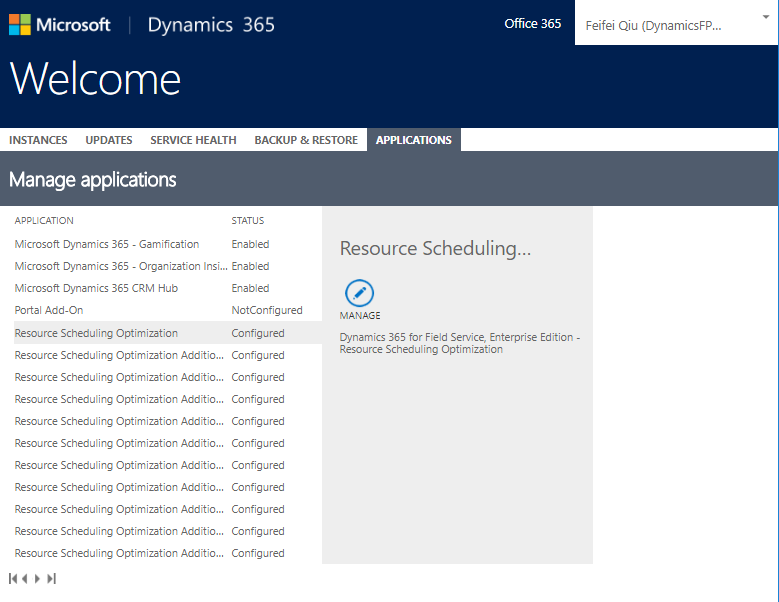 Microsoft | Dynamics 365
Office 365
Feifei Qiu (DynamicsFP...
Welcome
INSTANCES UPDATES SERVICE HEALTH BACKUP & RESTORE APPLICATIONS
Manage applications
APPLICATION STATUS
Microsoft Dynamics 365 - Gamification Enabled
Microsoft Dynamics 365 - Organization Insi... Enabled
Microsoft Dynamics 365 CRM Hub Enabled
Portal Add-On NotConfigured
Resource Scheduling Optimization Configured
Resource Scheduling Optimization Additio... Configured
Resource Scheduling Optimization Additio... Configured
Resource Scheduling Optimization Additio... Configured
Resource Scheduling Optimization Additio... Configured
Resource Scheduling Optimization Additio... Configured
Resource Scheduling Optimization Additio... Configured
Resource Scheduling Optimization Additio... Configured
Resource Scheduling Optimization Additio... Configured
Resource Scheduling Optimization Additio... Configured
Resource Scheduling Optimization Additio... Configured
Resource Scheduling...
MANAGE
Dynamics 365 for Field Service, Enterprise Edition -
Resource Scheduling Optimization